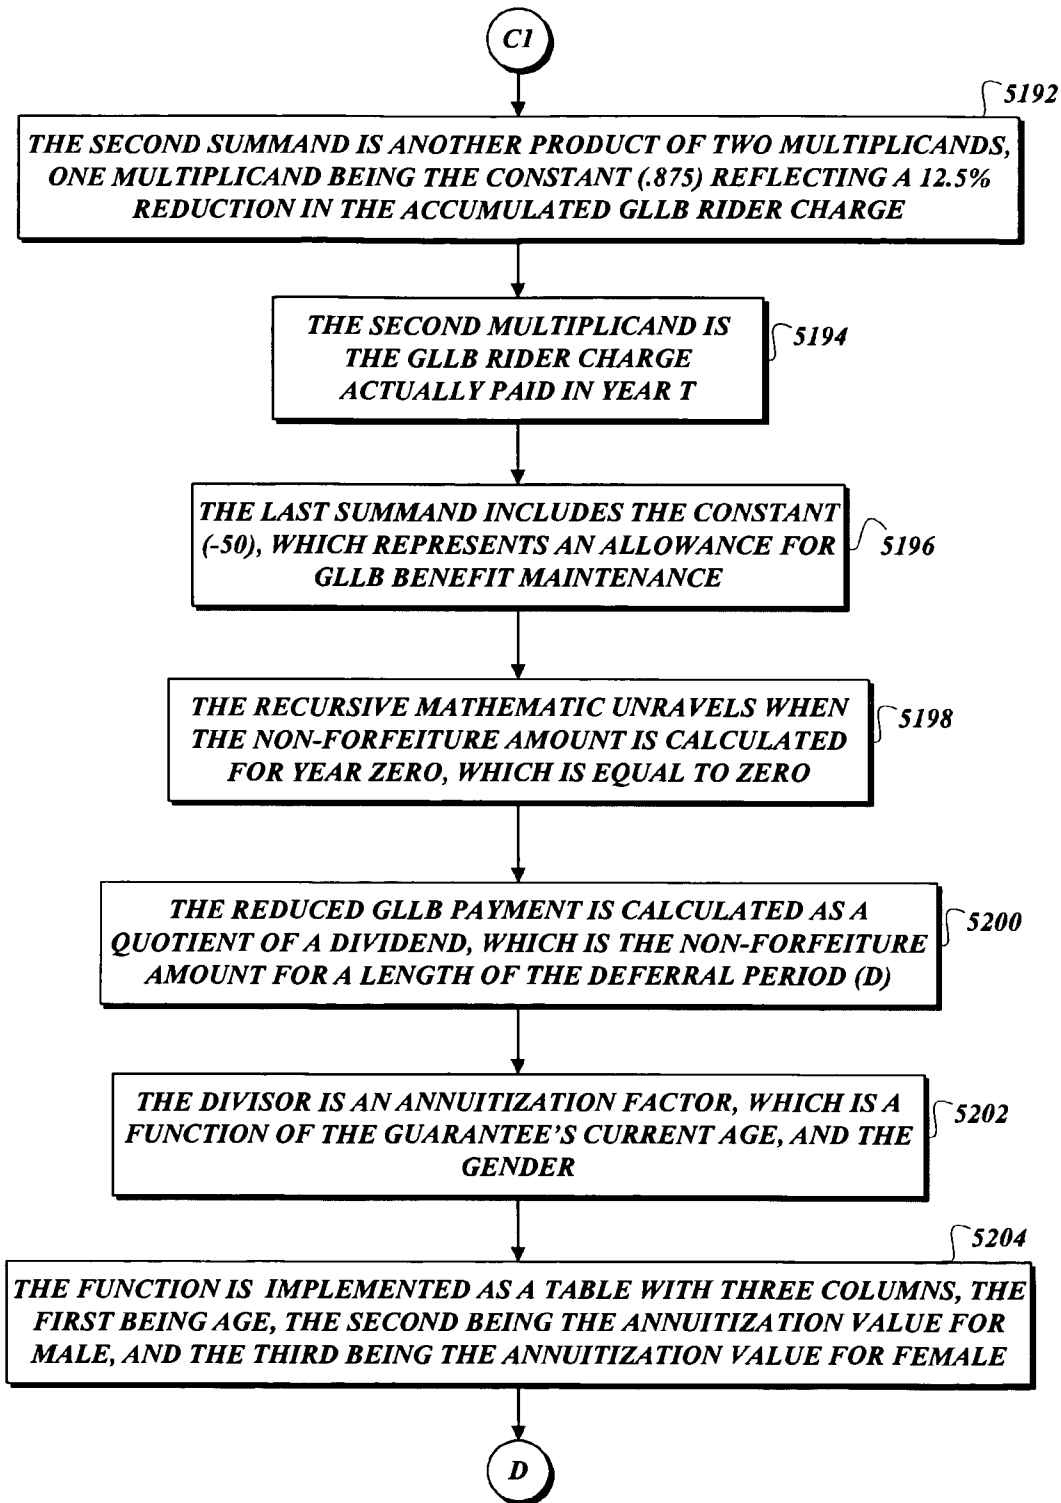 C1
5192
THE SECOND SUMMAND IS ANOTHER PRODUCT OF TWO MULTIPLICANDS,
ONE MULTIPLICAND BEING THE CONSTANT (.875) REFLECTING A 12.5%
REDUCTION IN THE ACCUMULATED GLLB RIDER CHARGE
THE SECOND MULTIPLICAND IS
THE GLLB RIDER CHARGE
ACTUALLY PAID IN YEAR T
5194
THE LAST SUMMAND INCLUDES THE CONSTANT
(-50), WHICH REPRESENTS AN ALLOWANCE FOR
GLLB BENEFIT MAINTENANCE
5196
THE RECURSIVE MATHEMATIC UNRAVELS WHEN
THE NON-FORFEITURE AMOUNT IS CALCULATED
FOR YEAR ZERO, WHICH IS EQUAL TO ZERO
5198
THE REDUCED GLLB PAYMENT IS CALCULATED AS A
QUOTIENT OF A DIVIDEND, WHICH IS THE NON-FORFEITURE
AMOUNT FOR A LENGTH OF THE DEFERRAL PERIOD (D)
5200
THE DIVISOR IS AN ANNUITIZATION FACTOR, WHICH IS A
FUNCTION OF THE GUARANTEE'S CURRENT AGE, AND THE
GENDER
5202
5204
THE FUNCTION IS IMPLEMENTED AS A TABLE WITH THREE COLUMNS, THE
FIRST BEING AGE, THE SECOND BEING THE ANNUITIZATION VALUE FOR
MALE, AND THE THIRD BEING THE ANNUITIZATION VALUE FOR FEMALE
D